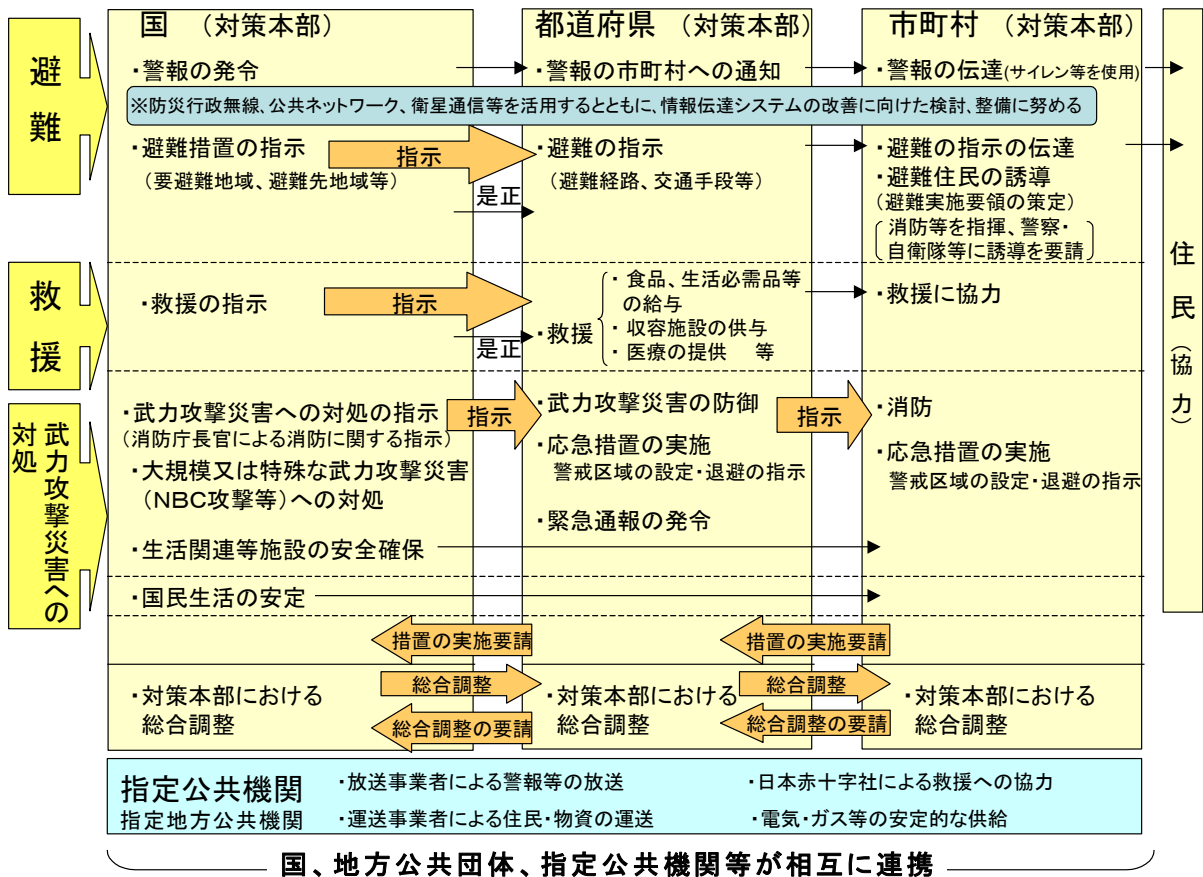 避難
国 (対策本部)
都道府県 (対策本部)
市町村 (対策本部)
・警報の発令
・警報の市町村への通知
・警報の伝達(サイレン等を使用)
※防災行政無線、公共ネットワーク、衛星通信等を活用するとともに、情報伝達システムの改善に向けた検討、整備に努める
・避難措置の指示
(要避難地域、避難先地域等)
指示
是正
・避難の指示
(避難経路、交通手段等)
・避難の指示の伝達
・避難住民の誘導
(避難実施要領の策定)
消防等を指揮、警察・
自衛隊等に誘導を要請
住民(協力)
救援
・救援の指示
指示
是正
・救援
・食品、生活必需品等
の給与
・収容施設の供与
・医療の提供 等
・救援に協力
武力攻撃災害への
対処
・武力攻撃災害への対処の指示
(消防庁長官による消防に関する指示)
・大規模又は特殊な武力攻撃災害
(NBC攻撃等)への対処
指示
・武力攻撃災害の防御
・応急措置の実施
警戒区域の設定・退避の指示
・緊急通報の発令
指示
・消防
・応急措置の実施
警戒区域の設定・退避の指示
・生活関連等施設の安全確保
・国民生活の安定
措置の実施要請
措置の実施要請
・対策本部における
総合調整
総合調整
総合調整の要請
・対策本部における
総合調整
総合調整
総合調整の要請
・対策本部における
総合調整
指定公共機関
指定地方公共機関
・放送事業者による警報等の放送
・日本赤十字社による救援への協力
・運送事業者による住民・物資の運送
・電気・ガス等の安定的な供給
国、地方公共団体、指定公共機関等が相互に連携